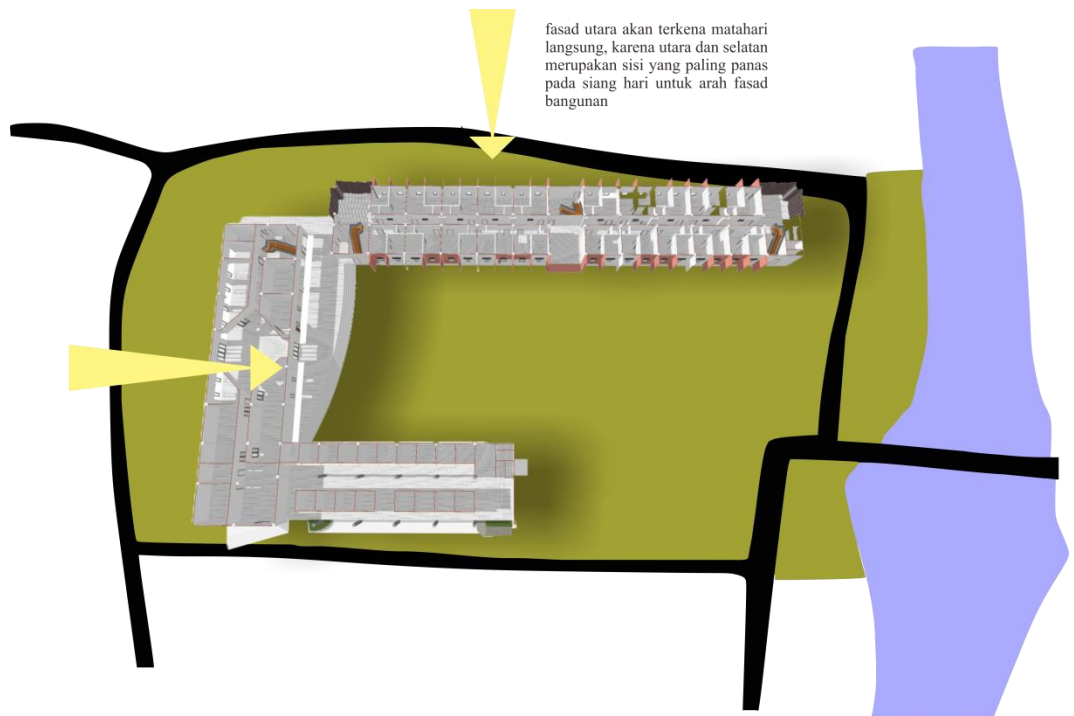 fasad utara akan terkena matahari
langsung, karena utara dan selatan
merupakan sisi yang paling panas
pada siang hari untuk arah fasad
bangunan